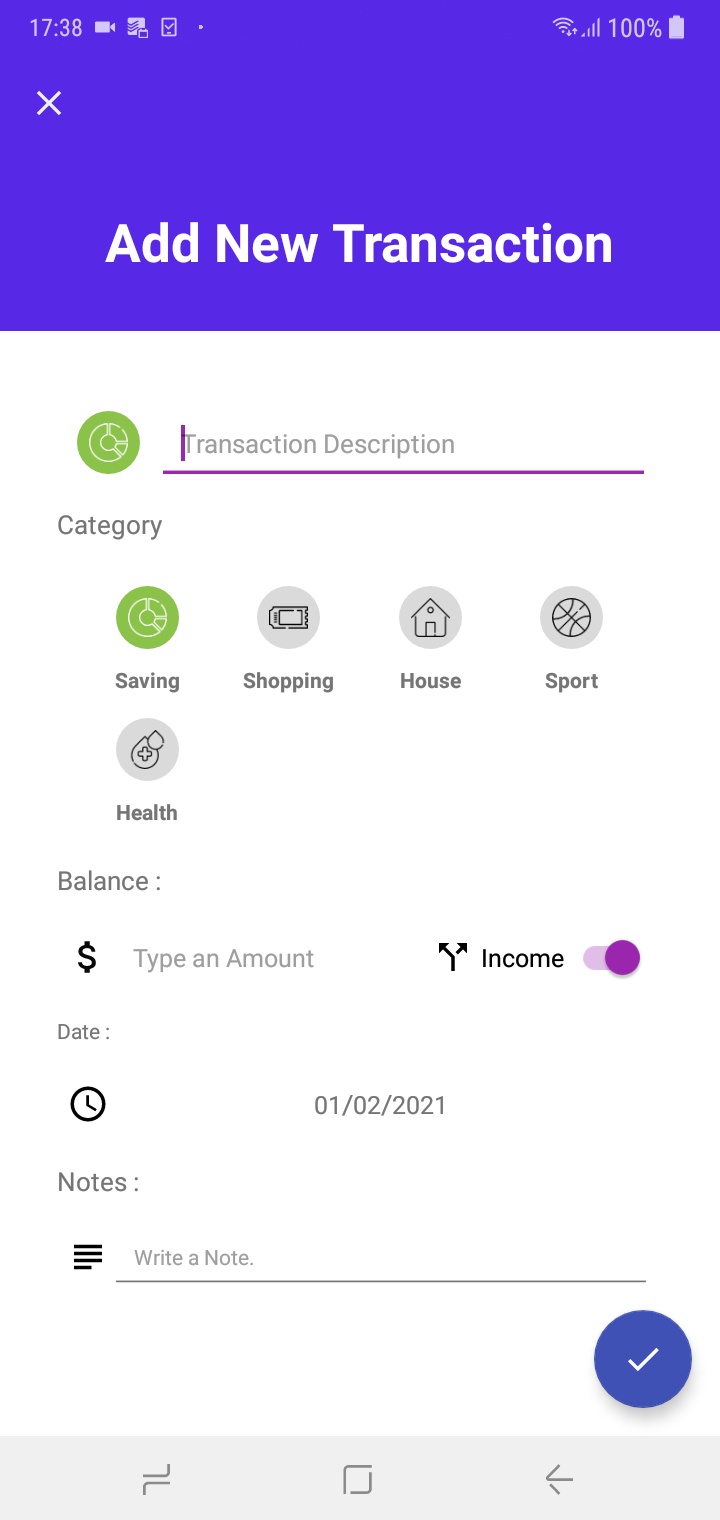 17:38 100%
Add New Transaction
Transaction Description
Category
Saving Shopping House Sport
Health
Balance :
$ Type an Amount Income
Date :
01/02/2021
Notes :
Write a Note.